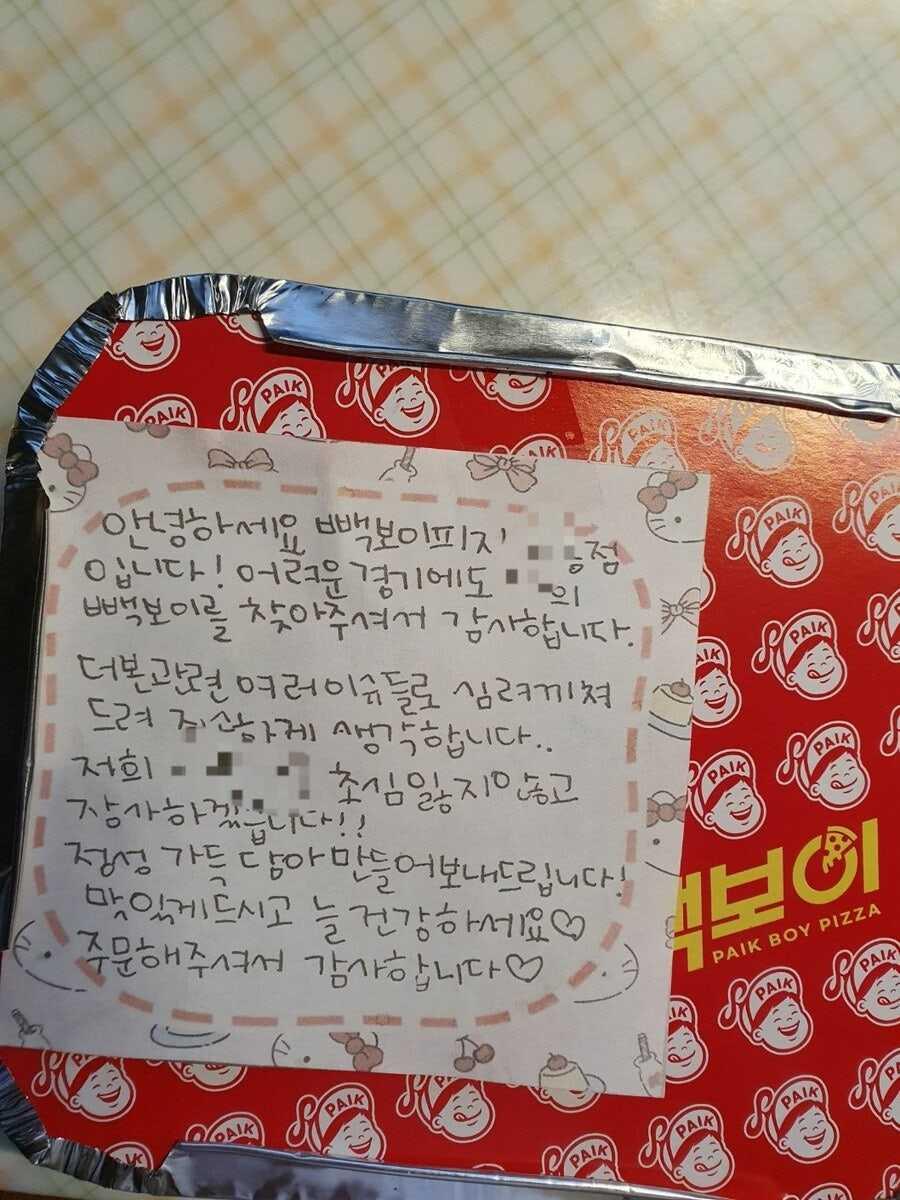 안녕하세요 빽보이피자
점
입니다! 어려운경기에도 의
빽보이를 찾아주셔서 감사합니다.
더본관련 여러이슈들로 심려끼쳐
드려 죄송하게 생각합니다..
저희 초심잃지않고
장사하겠습니다!!
정성 가득 담아만들어보내드립니다!
맛있게드시고 늘건강하세요♡
주문해주셔서 감사합니다♡
백보이
PAIK BOY PIZZA
PAIK